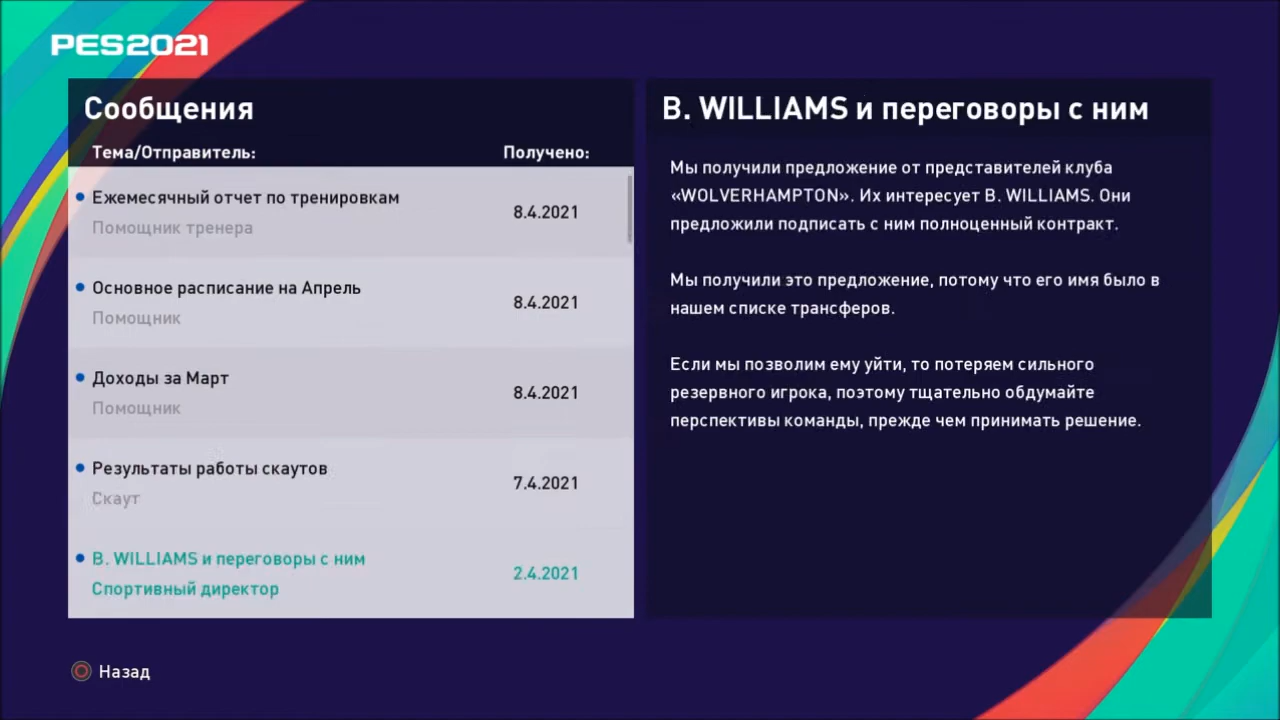 PES2021
Сообщения
Тема/Отправитель: Получено:
Ежемесячный отчет по тренировкам
Помощник тренера
8.4.2021
Основное расписание на Апрель
Помощник
8.4.2021
Доходы за Март
Помощник
8.4.2021
Результаты работы скаутов
Скаут
7.4.2021
B. WILLIAMS и переговоры с ним
Спортивный директор
2.4.2021
B. WILLIAMS и переговоры с ним
Мы получили предложение от представителей клуба
«WOLVERHAMPTON». Их интересует B. WILLIAMS. Они
предложили подписать с ним полноценный контракт.
Мы получили это предложение, потому что его имя было в
нашем списке трансферов.
Если мы позволим ему уйти, то потеряем сильного
резервного игрока, поэтому тщательно обдумайте
перспективы команды, прежде чем принимать решение.
Назад